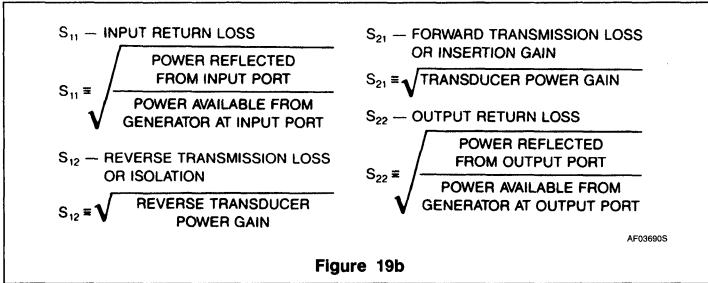 S₁₁ — INPUT RETURN LOSS
S₁₁ ≡ √
POWER REFLECTED
FROM INPUT PORT
POWER AVAILABLE FROM
GENERATOR AT INPUT PORT
S₁₂ — REVERSE TRANSMISSION LOSS
OR ISOLATION
S₁₂ ≡ √
REVERSE TRANSDUCER
POWER GAIN
S₂₁ — FORWARD TRANSMISSION LOSS
OR INSERTION GAIN
S₂₁ ≡ √ TRANSDUCER POWER GAIN
S₂₂ — OUTPUT RETURN LOSS
S₂₂ ≡ √
POWER REFLECTED
FROM OUTPUT PORT
POWER AVAILABLE FROM
GENERATOR AT OUTPUT PORT
AF03690S
Figure 19b